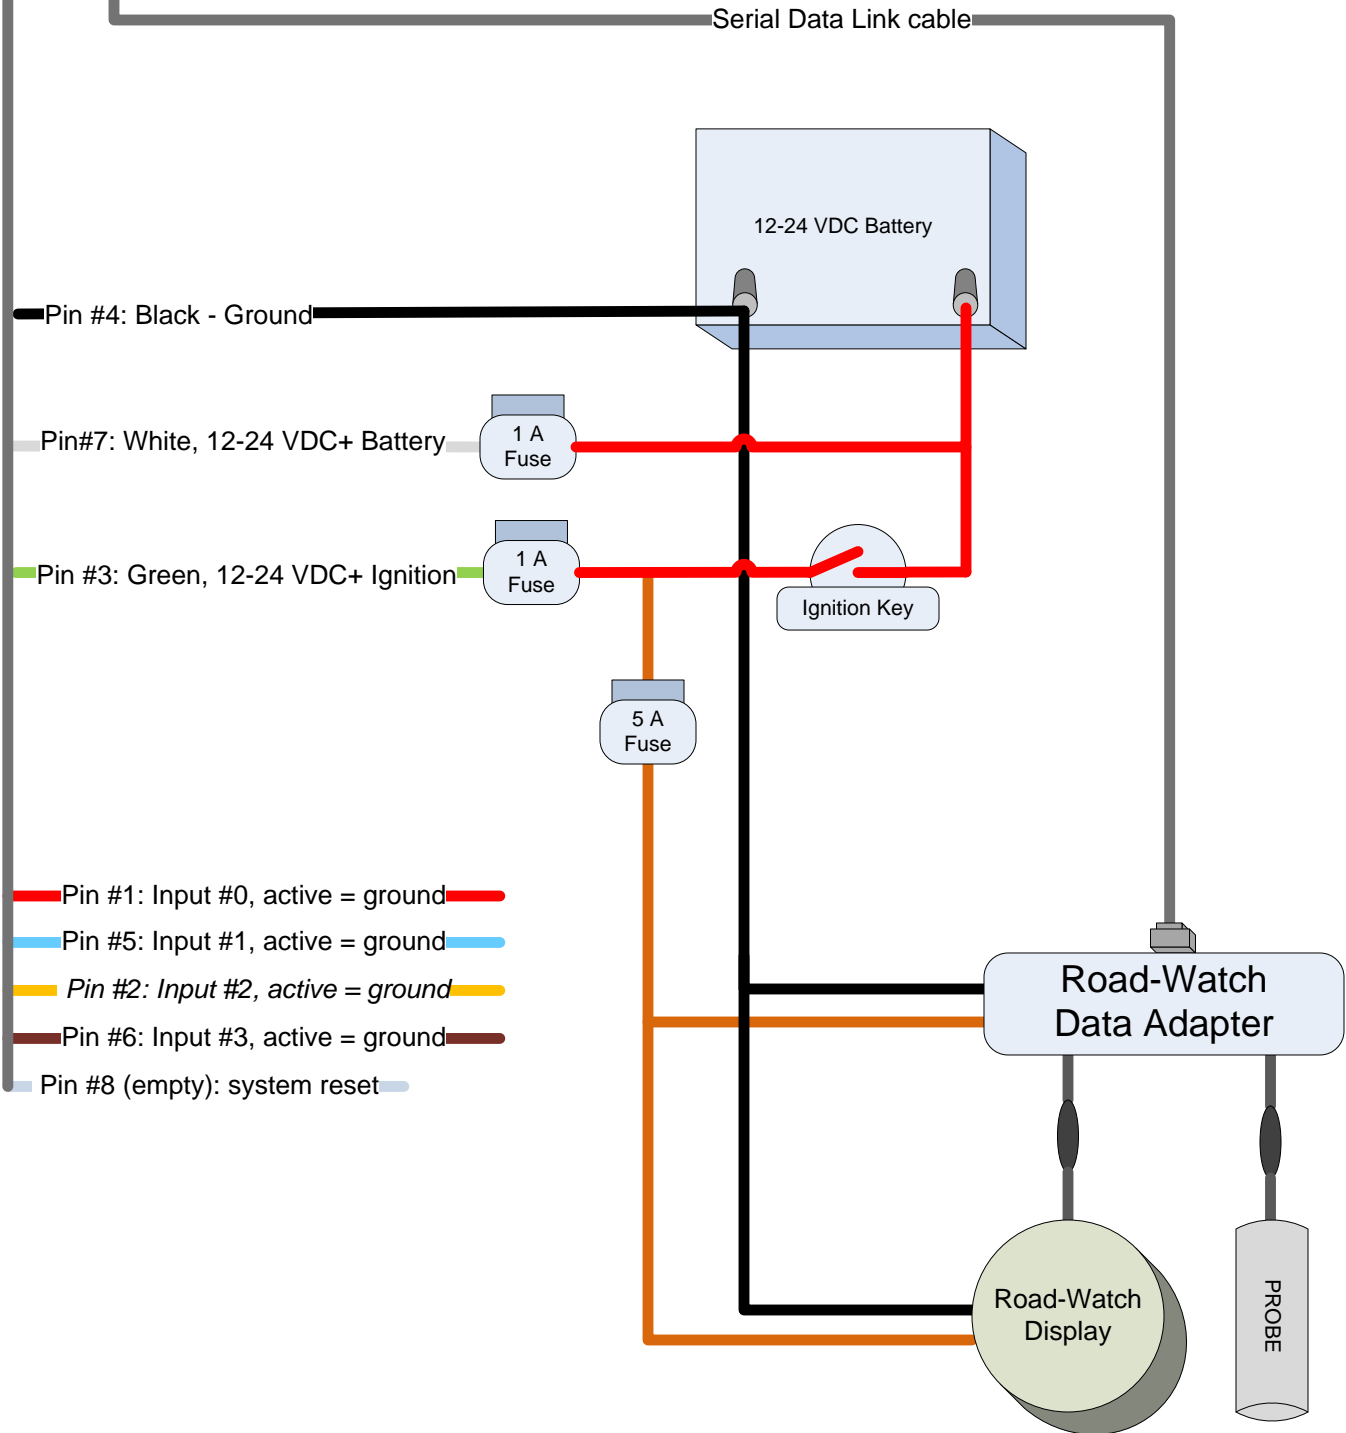 Serial Data Link cable
12-24 VDC Battery
Pin #4: Black - Ground
Pin#7: White, 12-24 VDC+ Battery
1 A
Fuse
Pin #3: Green, 12-24 VDC+ Ignition
1 A
Fuse
Ignition Key
5 A
Fuse
Pin #1: Input #0, active = ground
Pin #5: Input #1, active = ground
Pin #2: Input #2, active = ground
Pin #6: Input #3, active = ground
Pin #8 (empty): system reset
Road-Watch
Data Adapter
Road-Watch
Display
PROBE